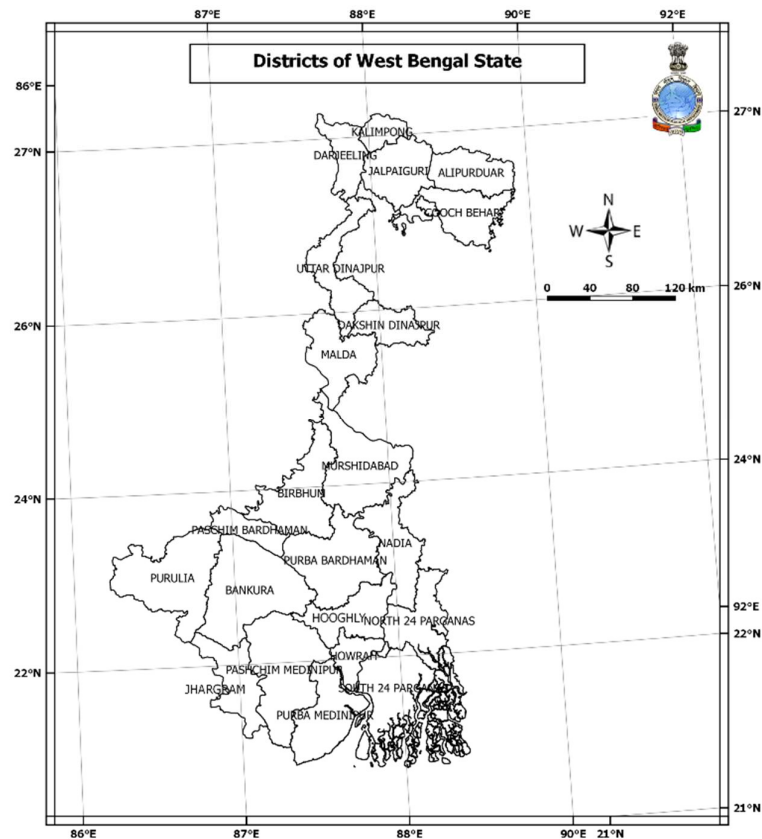 87°E 88°E 90°E 92°E
Districts of West Bengal State
86°E
27°N
27°N
KALIMPONG
DARJEELING
JALPAIGURI ALIPURDUAR
COOCH BEHAR
N
W E
S
UTTAR DINAJPUR
0 40 80 120 km
26°N
26°N
DAKSHIN DINAJPUR
MALDA
24°N
MURSHIDABAD
BIRBHUM
24°N
PASCHIM BARDHAMAN
NADIA
PURBA BARDHAMAN
PURULIA
BANKURA
92°E
HOOGHLY NORTH 24 PARGANAS
22°N
HOWRAH
PASHCHIM MEDINIPUR
22°N
JHARGRAM SOUTH 24 PARGANAS
PURBA MEDINIPUR
21°N
86°E 87°E 88°E 90°E 21°N